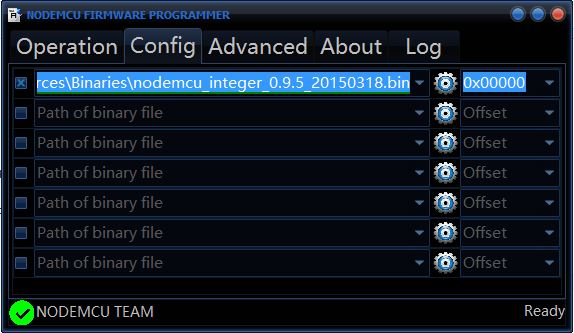 NODEMCU FIRMWARE PROGRAMMER
Operation Config Advanced About Log
rces\Binaries\nodemcu_integer_0.9.5_20150318.bin 0x00000
Path of binary file Offset
Path of binary file Offset
Path of binary file Offset
Path of binary file Offset
Path of binary file Offset
Path of binary file Offset
NODEMCU TEAM Ready